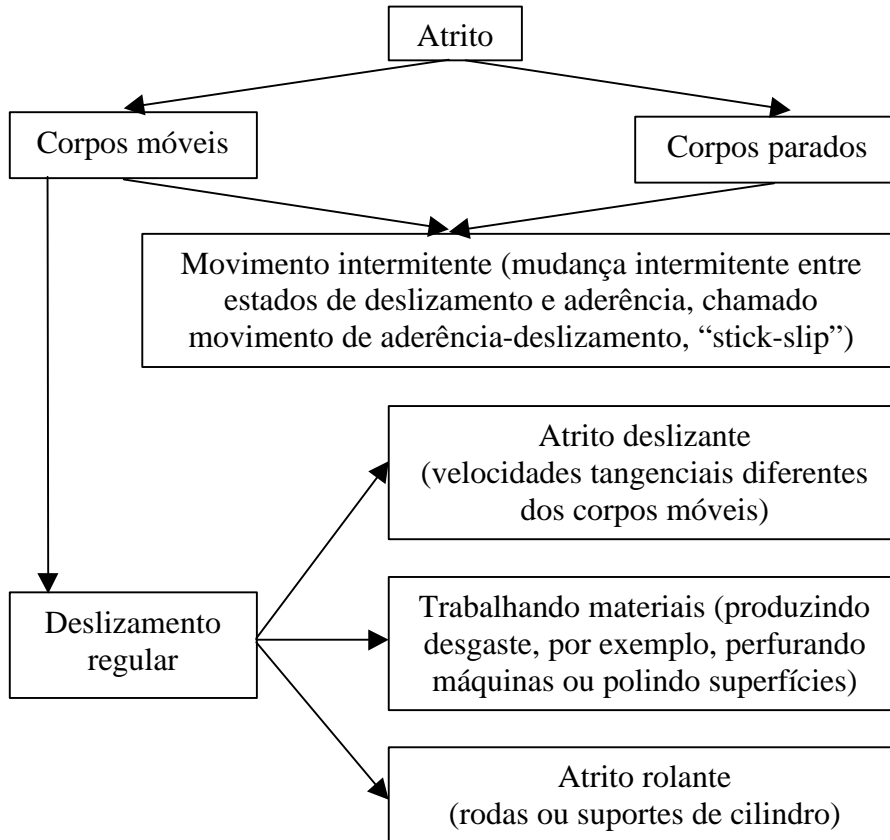 Atrito
Corpos móveis
Corpos parados
Movimento intermitente (mudança intermitente entre
estados de deslizamento e aderência, chamado
movimento de aderência-deslizamento, “stick-slip”)
Atrito deslizante
(velocidades tangenciais diferentes
dos corpos móveis)
Deslizamento
regular
Trabalhando materiais (produzindo
desgaste, por exemplo, perfurando
máquinas ou polindo superfícies)
Atrito rolante
(rodas ou suportes de cilindro)